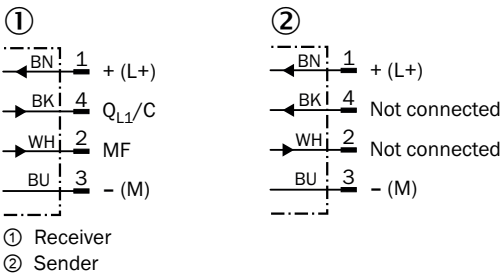 ① ②
BN 1 + (L+)
BK 4 Q_L1/C
WH 2 MF
BU 3 – (M)
BN 1 + (L+)
BK 4 Not connected
WH 2 Not connected
BU 3 – (M)
① Receiver
② Sender